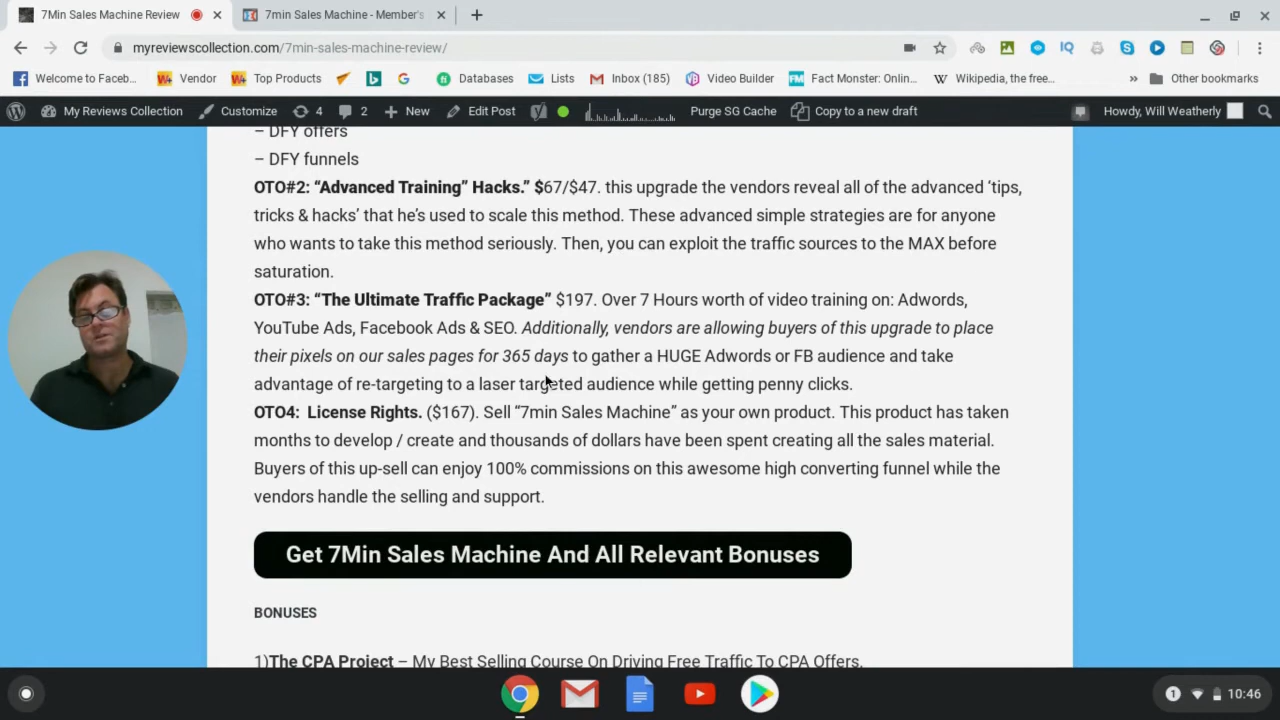 7Min Sales Machine Review
7min Sales Machine - Member's
myreviewscollection.com/7min-sales-machine-review/
IQ
Welcome to Faceb...
Vendor
Top Products
Databases
Lists
Inbox (185)
Video Builder
Fact Monster: Onlin...
Wikipedia, the free...
»
Other bookmarks
My Reviews Collection
Customize
4
2
New
Edit Post
Purge SG Cache
Copy to a new draft
Howdy, Will Weatherly
– DFY offers
– DFY funnels
OTO#2: “Advanced Training” Hacks.” $67/$47. this upgrade the vendors reveal all of the advanced ‘tips,
tricks & hacks’ that he’s used to scale this method. These advanced simple strategies are for anyone
who wants to take this method seriously. Then, you can exploit the traffic sources to the MAX before
saturation.
OTO#3: “The Ultimate Traffic Package” $197. Over 7 Hours worth of video training on: Adwords,
YouTube Ads, Facebook Ads & SEO. Additionally, vendors are allowing buyers of this upgrade to place
their pixels on our sales pages for 365 days to gather a HUGE Adwords or FB audience and take
advantage of re-targeting to a laser targeted audience while getting penny clicks.
OTO4: License Rights. ($167). Sell “7min Sales Machine” as your own product. This product has taken
months to develop / create and thousands of dollars have been spent creating all the sales material.
Buyers of this up-sell can enjoy 100% commissions on this awesome high converting funnel while the
vendors handle the selling and support.
Get 7Min Sales Machine And All Relevant Bonuses
BONUSES
1)The CPA Project – My Best Selling Course On Driving Free Traffic To CPA Offers.
1
10:46